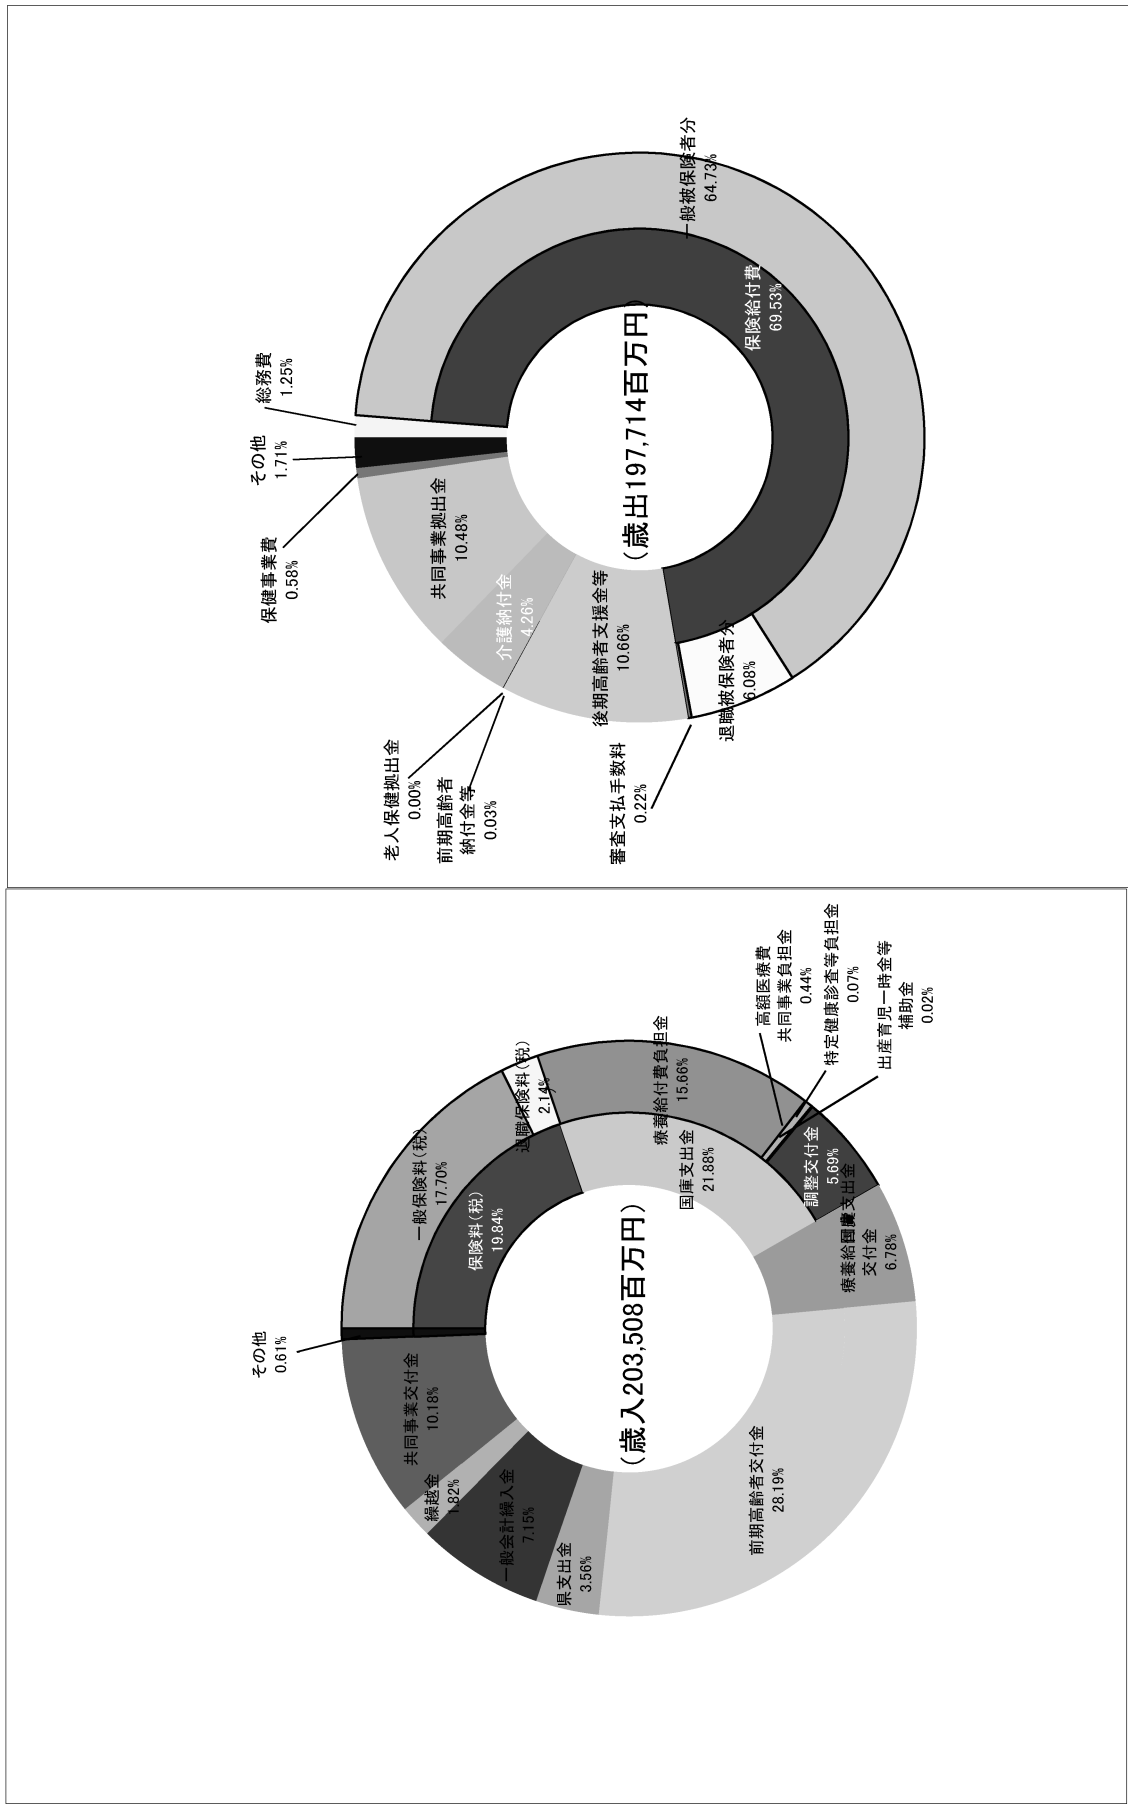 総務費
1.25%
その他
1.71%
保健事業費
0.58%
共同事業拠出金
10.48%
介護納付金
4.26%
老人保健拠出金
0.00%
前期高齢者
納付金等
0.03%
後期高齢者支援金等
10.66%
審査支払手数料
0.22%
退職被保険者分
6.08%
一般被保険者分
64.73%
保険給付費
69.53%
(歳出197,714百万円)
その他
0.61%
一般保険料(税)
17.70%
保険料(税)
19.84%
退職保険料(税)
2.14%
療養給付費負担金
15.66%
国庫支出金
21.88%
高額医療費
共同事業負担金
0.44%
特定健康診査等負担金
0.07%
出産育児一時金等
補助金
0.02%
調整交付金
5.69%
国庫支出金
療養給付費
交付金
6.78%
前期高齢者交付金
28.19%
県支出金
3.56%
一般会計繰入金
7.15%
繰越金
1.82%
共同事業交付金
10.18%
(歳入203,508百万円)